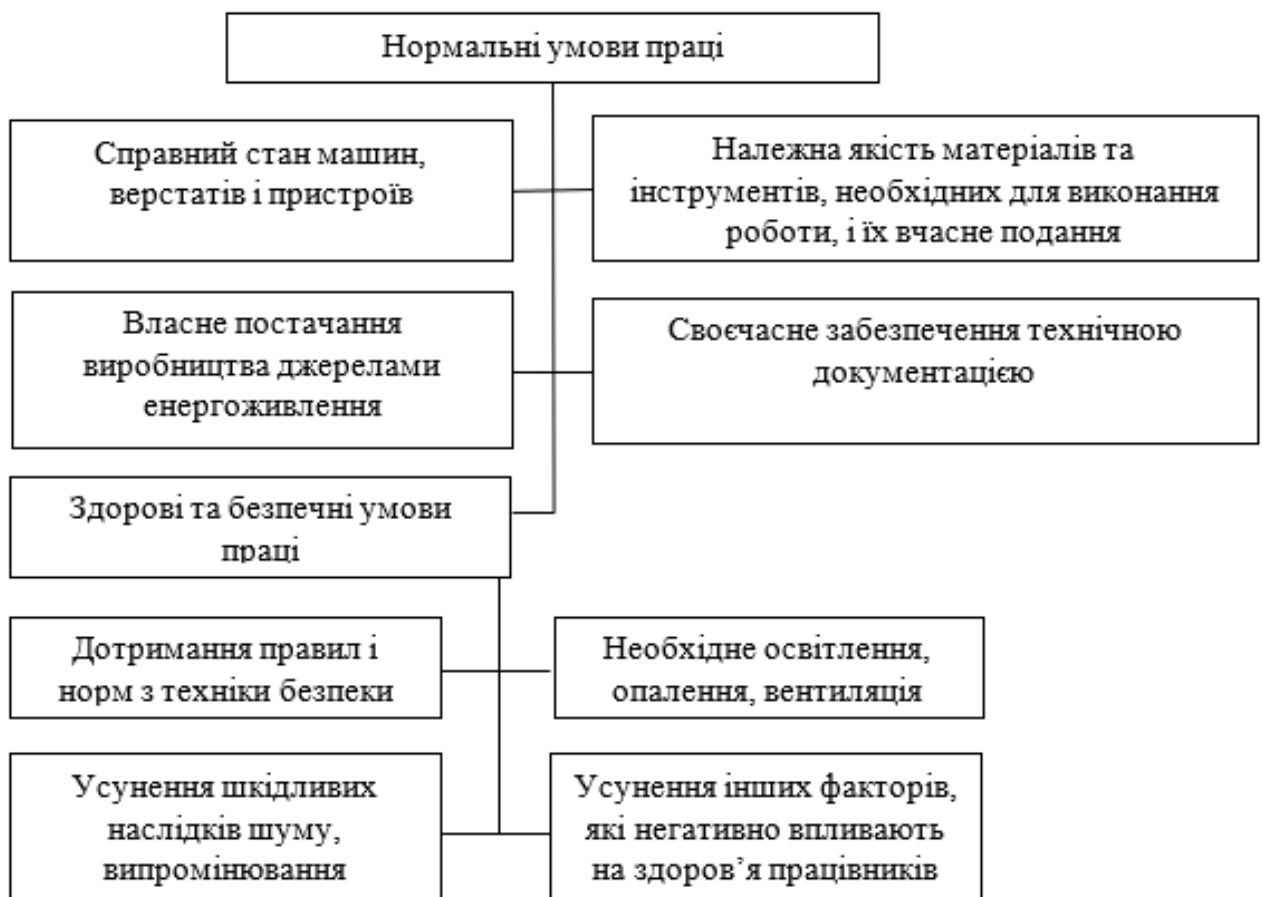 Нормальні умови праці
Справний стан машин,
верстатів і пристроїв
Належна якість матеріалів та
інструментів, необхідних для виконання
роботи, і їх вчасне подання
Власне постачання
виробництва джерелами
енергоживлення
Своєчасне забезпечення технічною
документацією
Здорові та безпечні умови
праці
Дотримання правил і
норм з техніки безпеки
Необхідне освітлення,
опалення, вентиляція
Усунення шкідливих
наслідків шуму,
випромінювання
Усунення інших факторів,
які негативно впливають
на здоров’я працівників